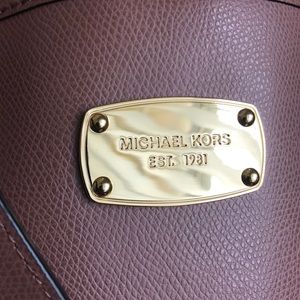 MICHAEL KORS
EST. 1981